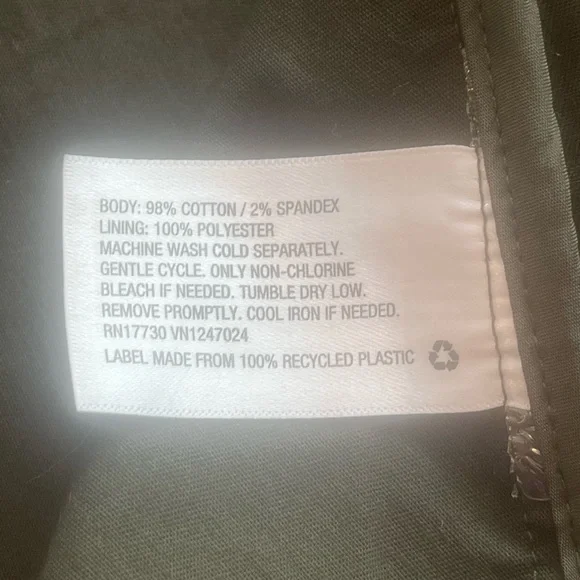 BODY: 98% COTTON / 2% SPANDEX
LINING: 100% POLYESTER
MACHINE WASH COLD SEPARATELY.
GENTLE CYCLE. ONLY NON-CHLORINE
BLEACH IF NEEDED. TUMBLE DRY LOW.
REMOVE PROMPTLY. COOL IRON IF NEEDED.
RN17730 VN1247024
LABEL MADE FROM 100% RECYCLED PLASTIC